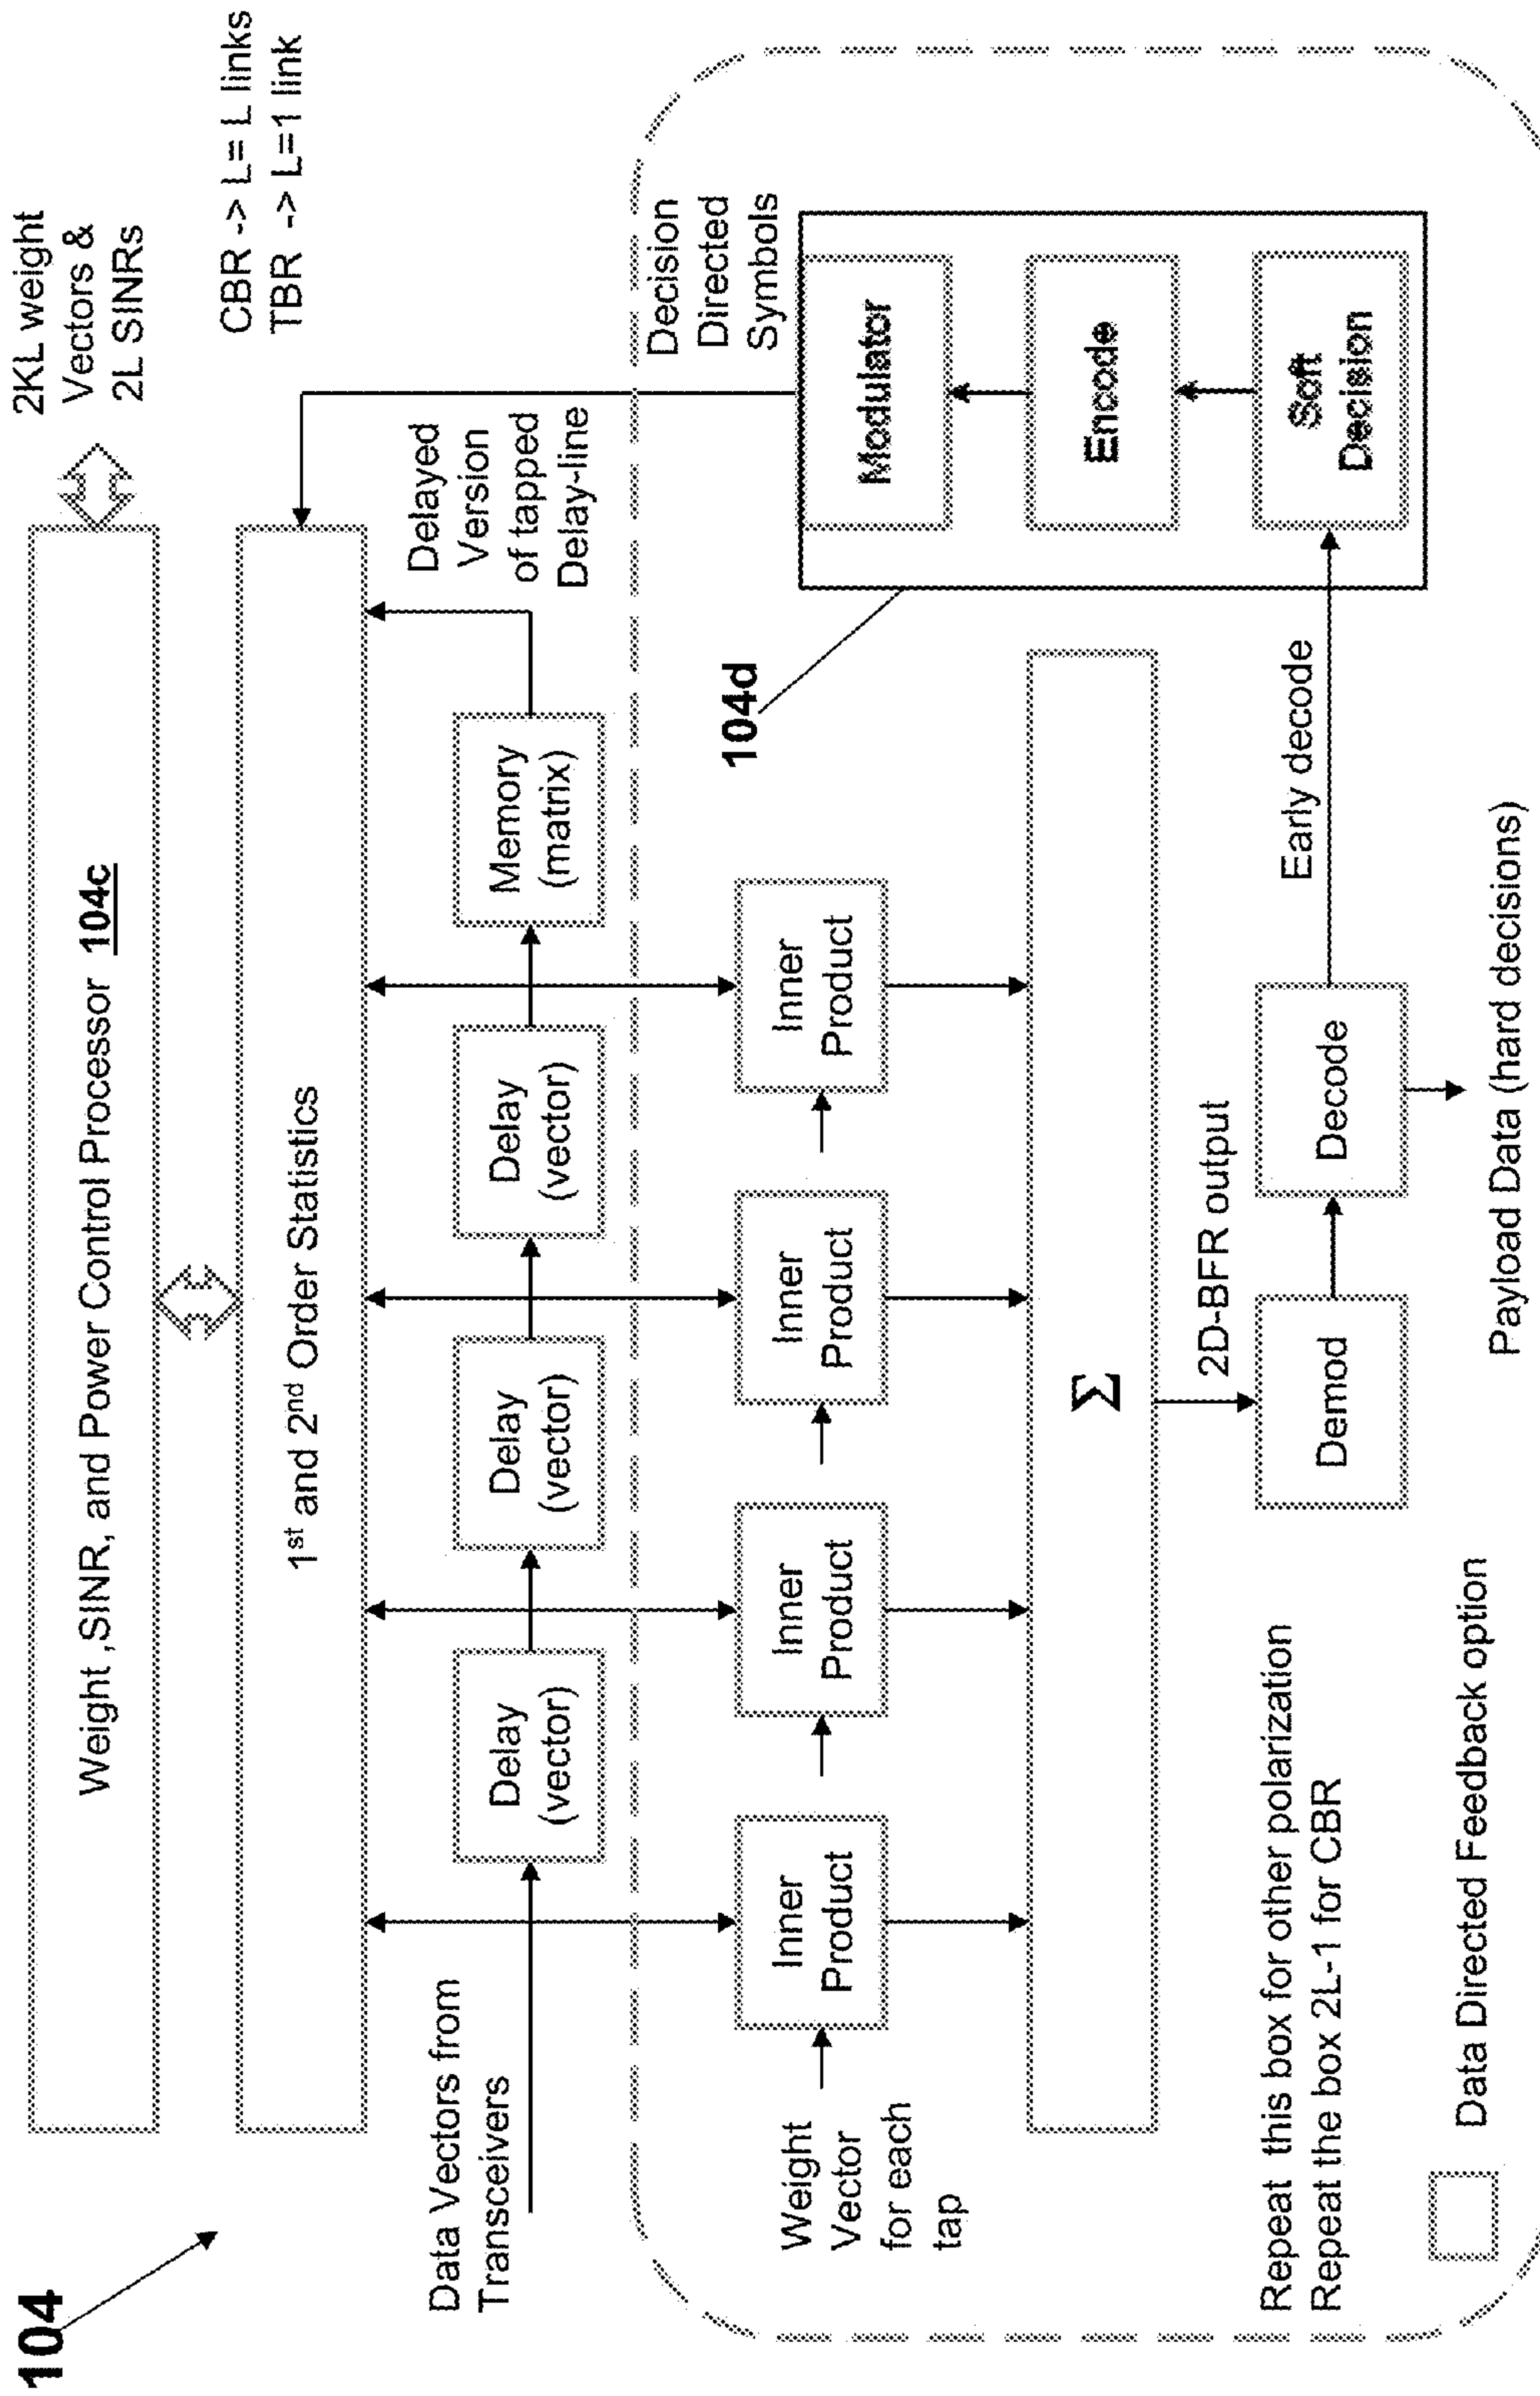 104
Weight ,SINR, and Power Control Processor 104c
2KL weight
Vectors &
2L SINRs
1st and 2nd Order Statistics
CBR -> L= L links
TBR -> L=1 link
Data Vectors from
Transceivers
Delay
(vector)
Delay
(vector)
Delay
(vector)
Memory
(matrix)
Delayed
Version
of tapped
Delay-line
Weight
Vector
for each
tap
Inner
Product
Inner
Product
Inner
Product
Inner
Product
104d
Decision
Directed
Symbols
Modulator
Encode
Soft
Decision
Σ
2D-BFR output
Early decode
Demod
Decode
Repeat this box for other polarization
Repeat the box 2L-1 for CBR
Payload Data (hard decisions)
Data Directed Feedback option